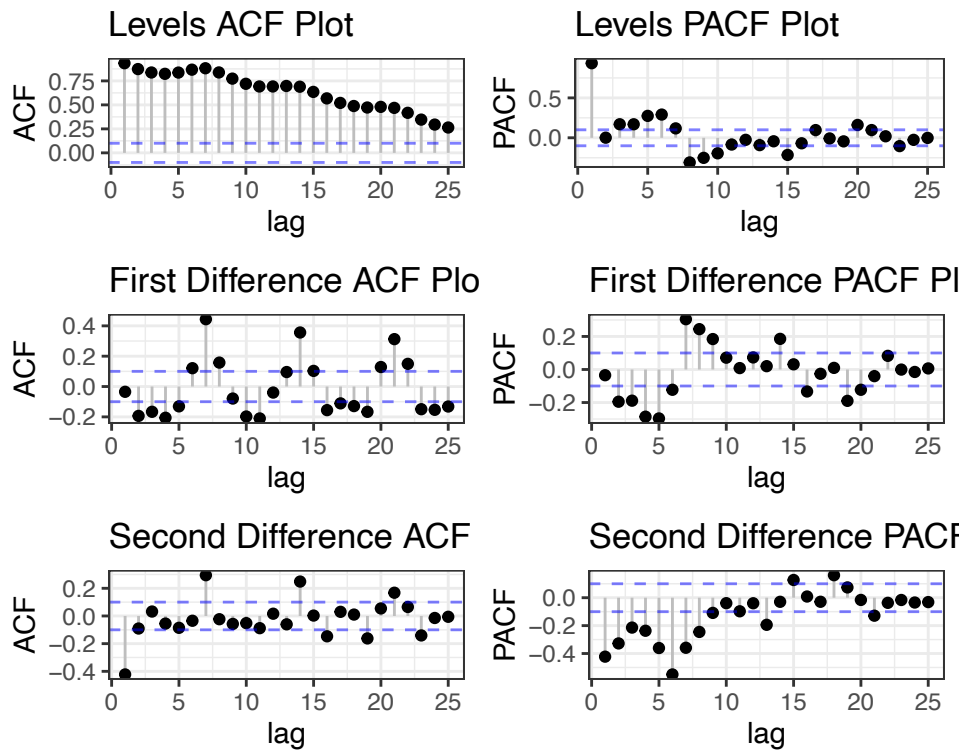 Levels ACF Plot
ACF
0.75
0.50
0.25
0.00
0 5 10 15 20 25
lag
Levels PACF Plot
PACF
0.5
0.0
0 5 10 15 20 25
lag
First Difference ACF Plo
ACF
0.4
0.2
0.0
−0.2
0 5 10 15 20 25
lag
First Difference PACF Pl
PACF
0.2
0.0
−0.2
0 5 10 15 20 25
lag
Second Difference ACF
ACF
0.2
0.0
−0.2
−0.4
0 5 10 15 20 25
lag
Second Difference PACF
PACF
0.0
−0.2
−0.4
0 5 10 15 20 25
lag